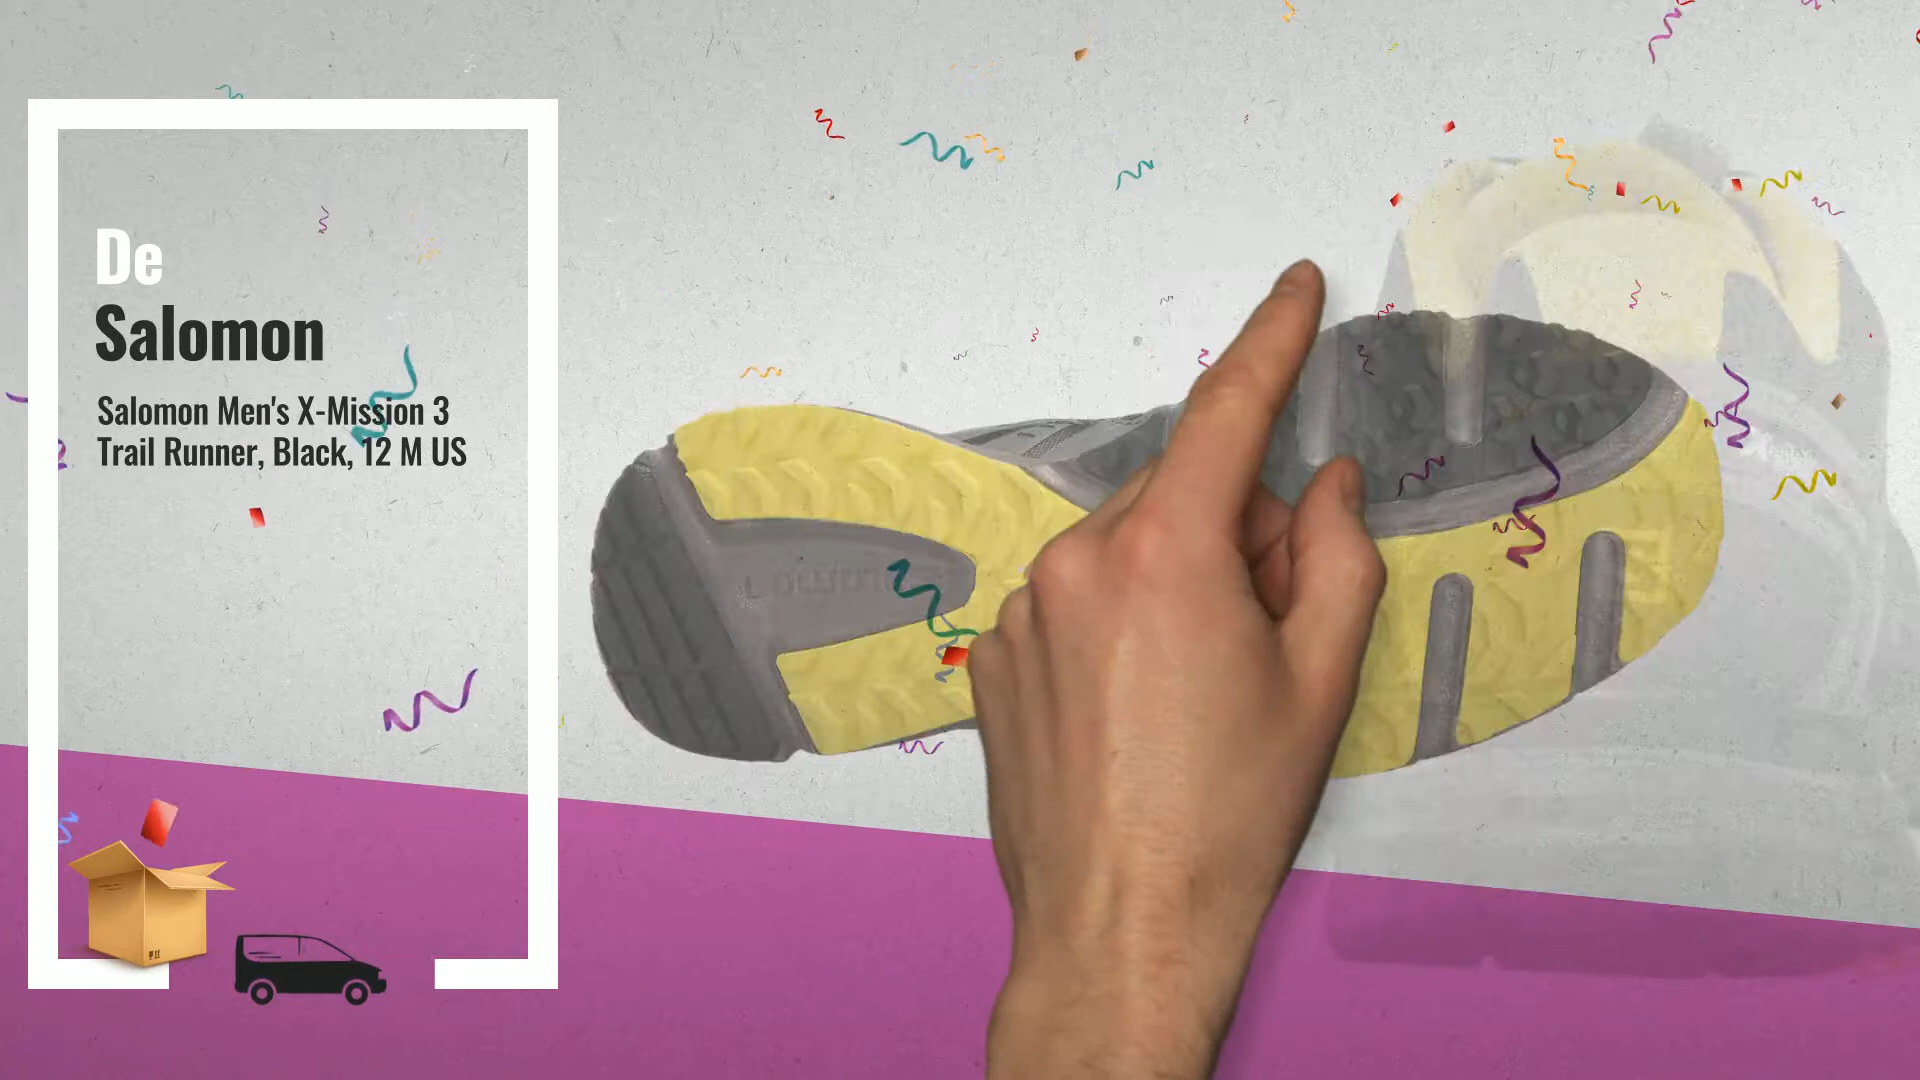 De
Salomon
Salomon Men's X-Mission 3
Trail Runner, Black, 12 M US